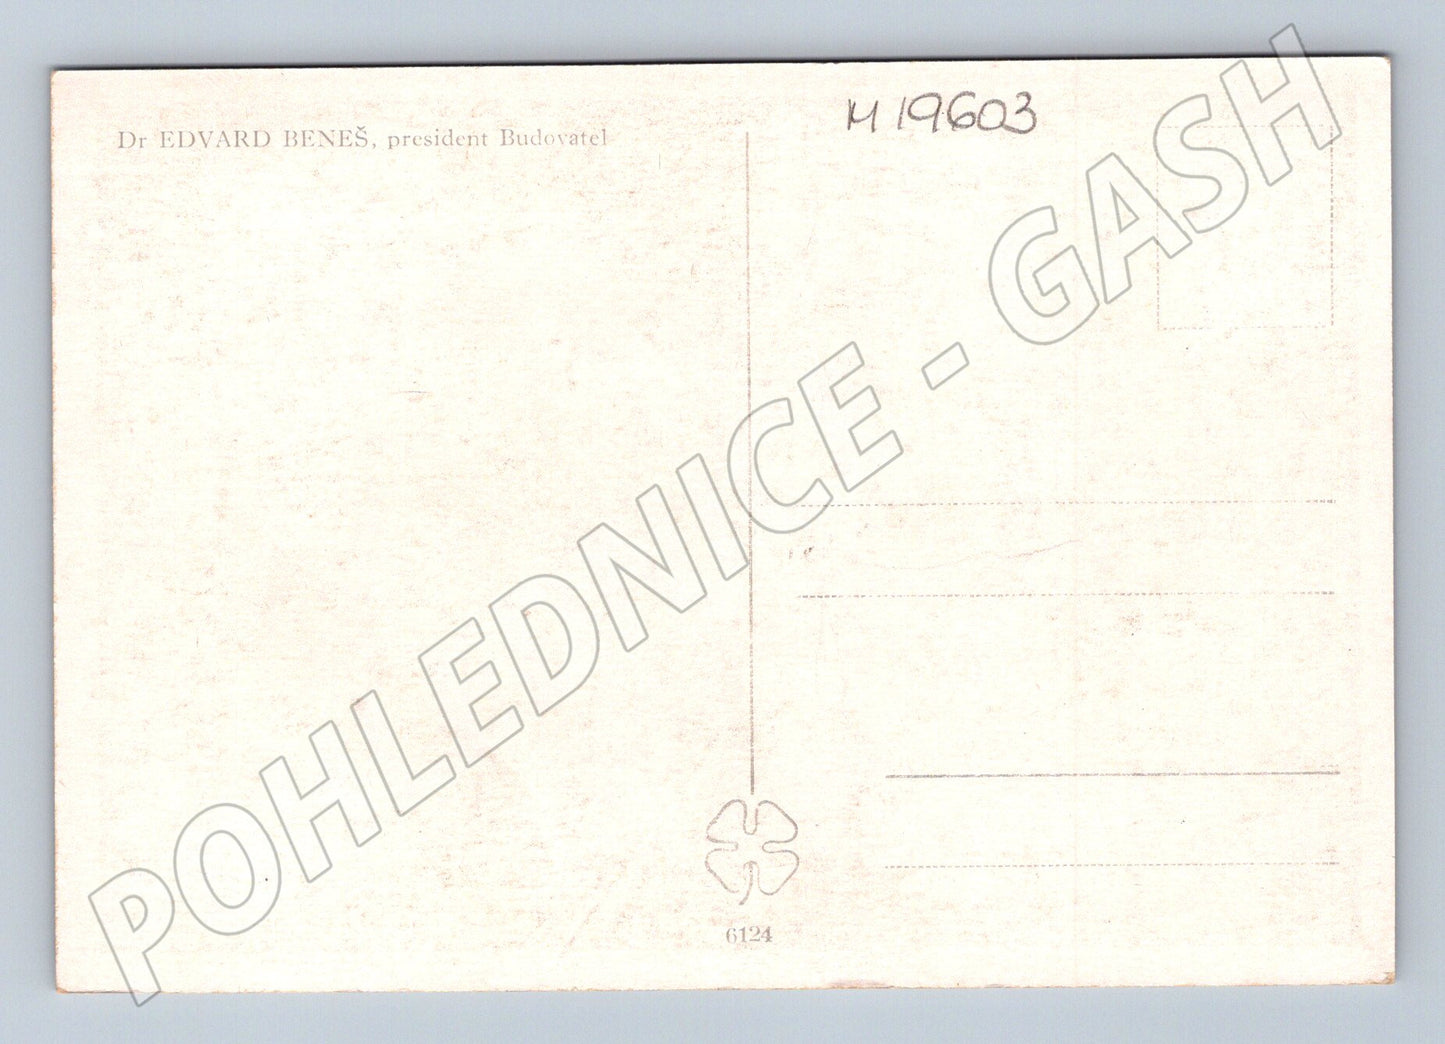 M 19603
Dr EDVARD BENEŠ, president Budovatel
POHLEDNICE - GASH
6124